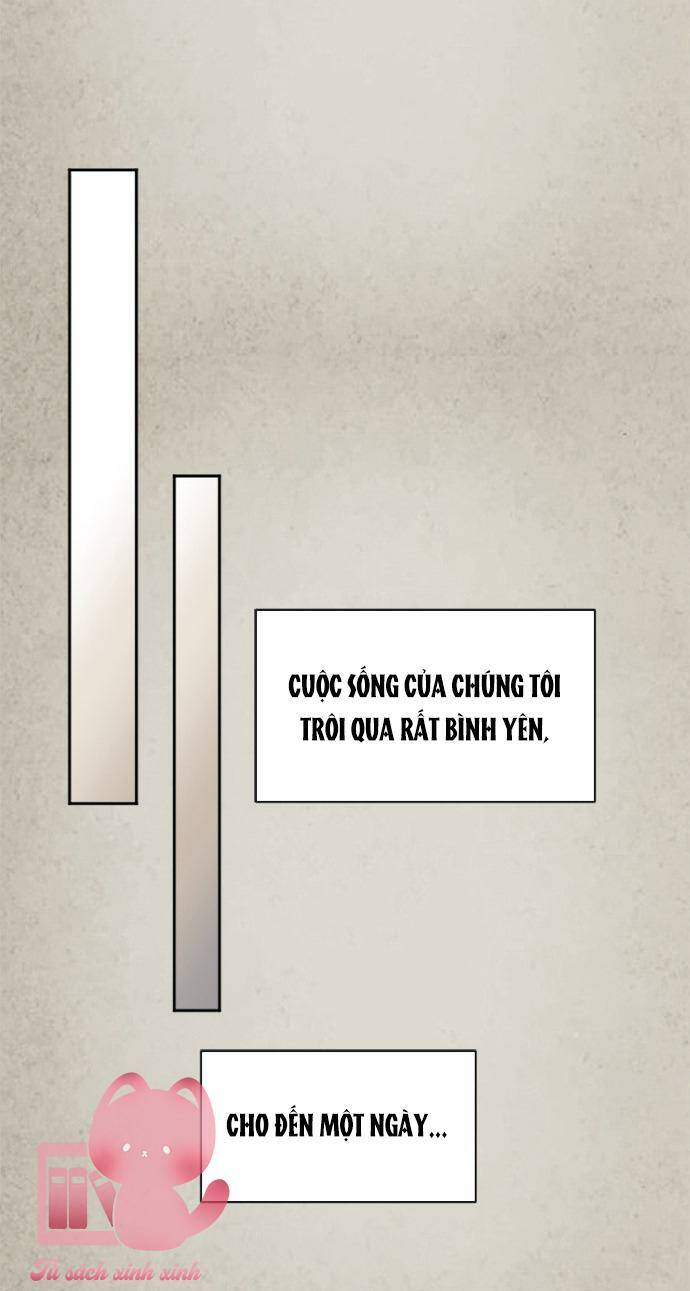 CUỘC SỐNG CỦA CHÚNG TÔI
TRÔI QUA RẤT BÌNH YÊN,
CHO ĐẾN MỘT NGÀY...
Tủ sách xinh xinh